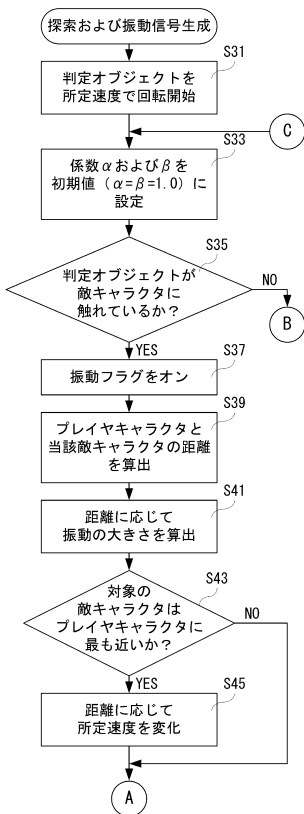 探索および振動信号生成
S31
判定オブジェクトを
所定速度で回転開始
C
S33
係数αおよびβを
初期値（α=β=1.0）に
設定
S35
判定オブジェクトが
敵キャラクタに
触れているか？
NO
B
YES
S37
振動フラグをオン
S39
プレイヤキャラクタと
当該敵キャラクタの距離
を算出
S41
距離に応じて
振動の大きさを算出
S43
対象の
敵キャラクタは
プレイヤキャラクタに
最も近いか？
NO
YES
S45
距離に応じて
所定速度を変化
A